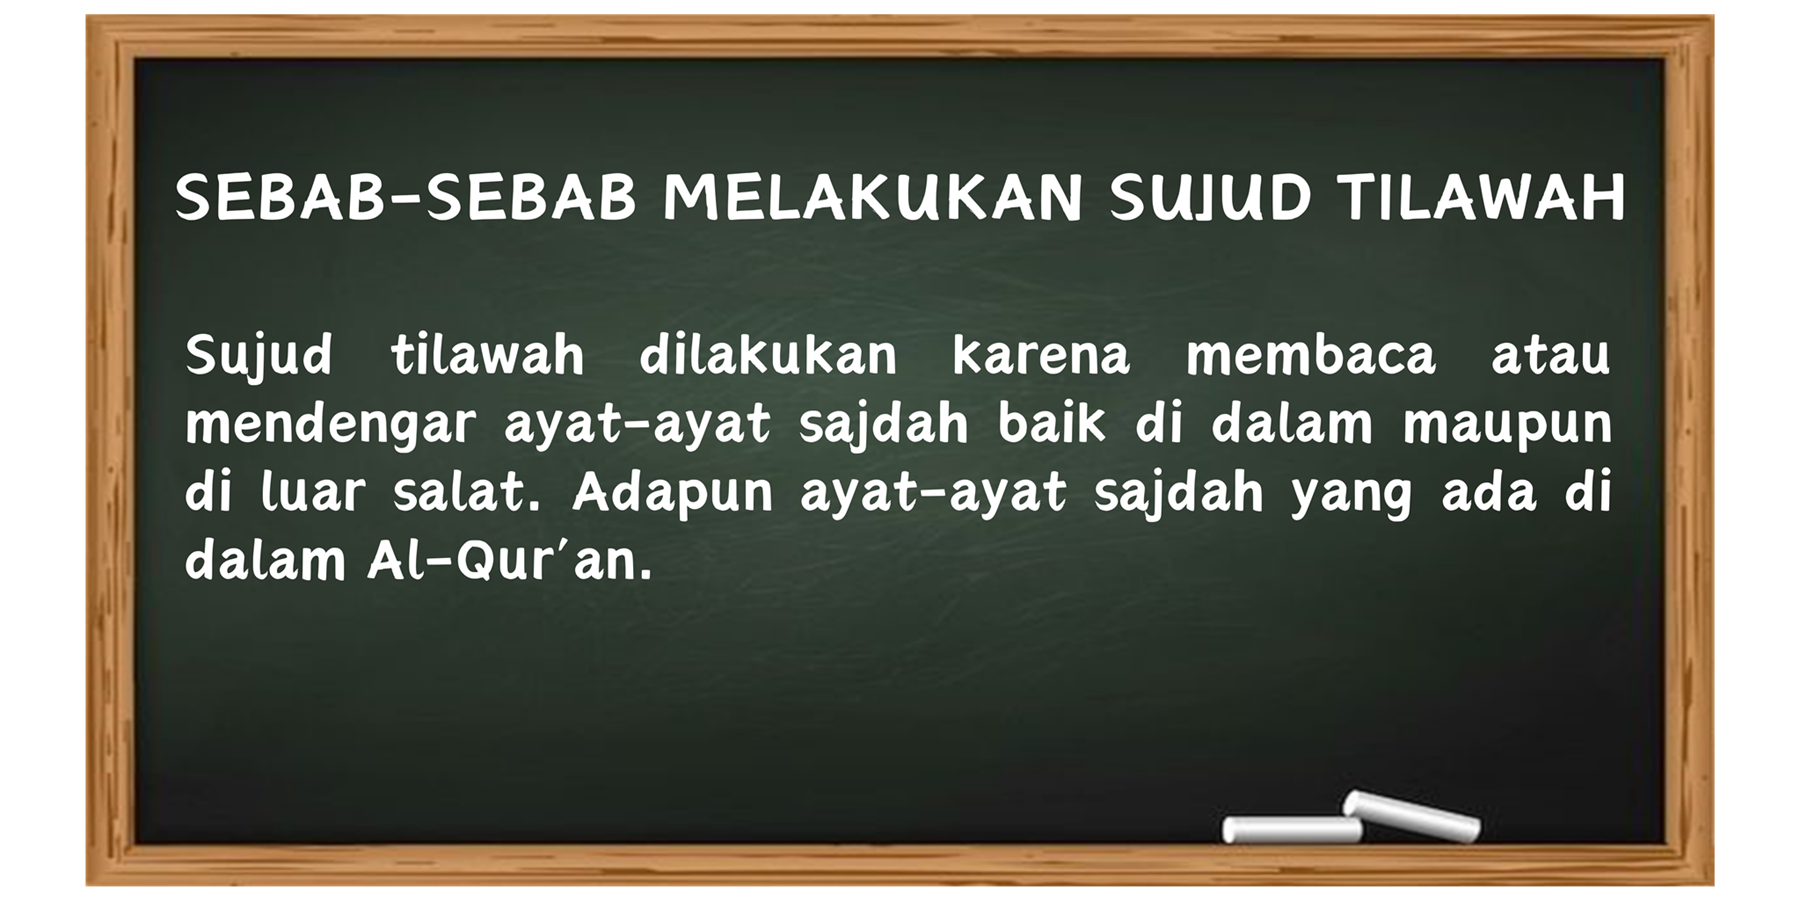 SEBAB-SEBAB MELAKUKAN SUJUD TILAWAH
Sujud tilawah dilakukan karena membaca atau
mendengar ayat-ayat sajdah baik di dalam maupun
di luar salat. Adapun ayat-ayat sajdah yang ada di
dalam Al-Qur'an.